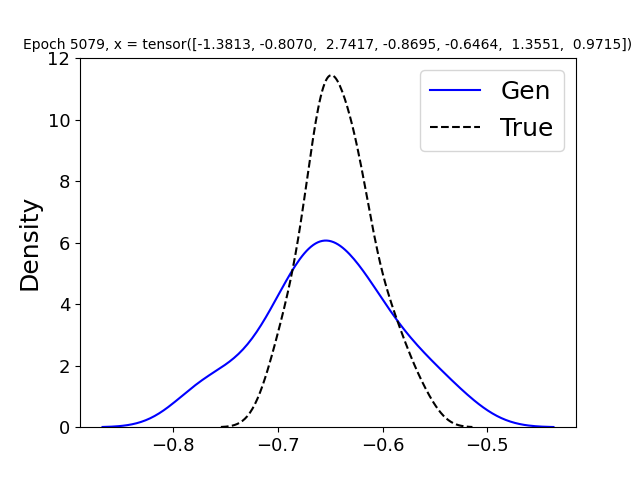 Epoch 5079, x = tensor([-1.3813, -0.8070,  2.7417, -0.8695, -0.6464,  1.3551,  0.9715])
12
10
8
6
4
2
0
Density
Gen
True
−0.8
−0.7
−0.6
−0.5